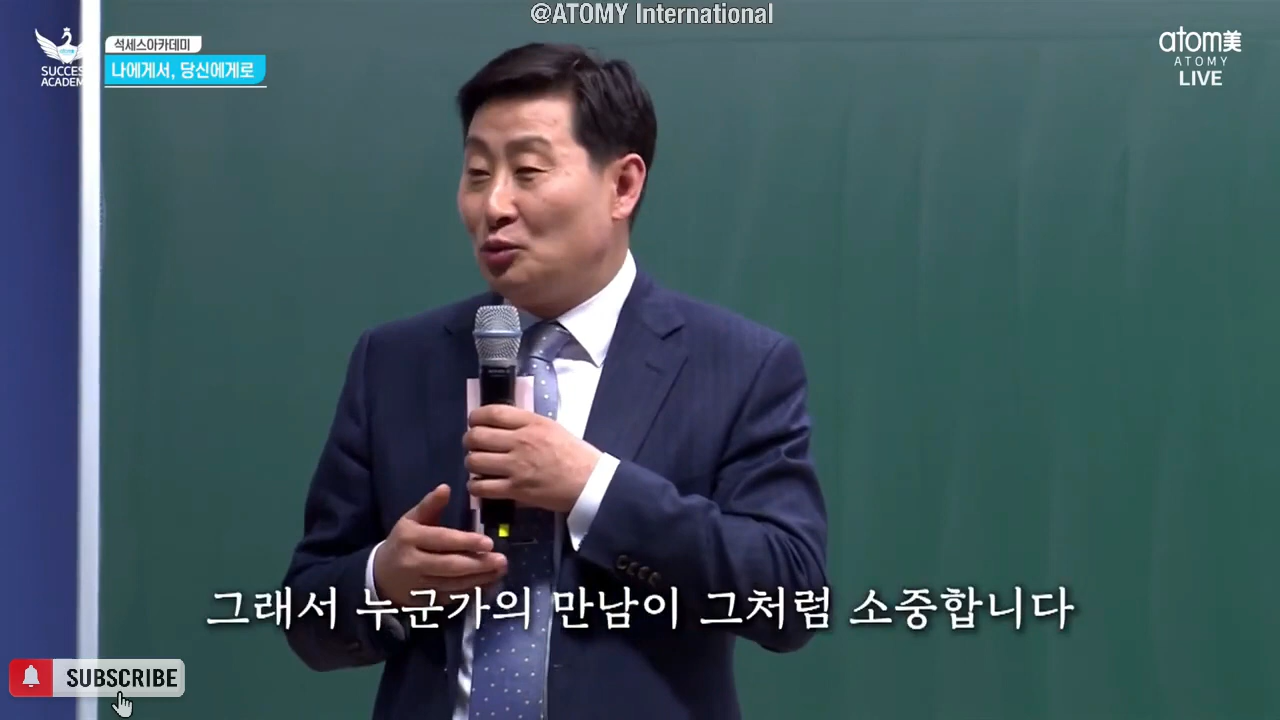 @ATOMY International
석세스아카데미
나에게서, 당신에게로
SUCCESS
ACADEM
atom美
ATOMY
LIVE
그래서 누군가의 만남이 그처럼 소중합니다
SUBSCRIBE